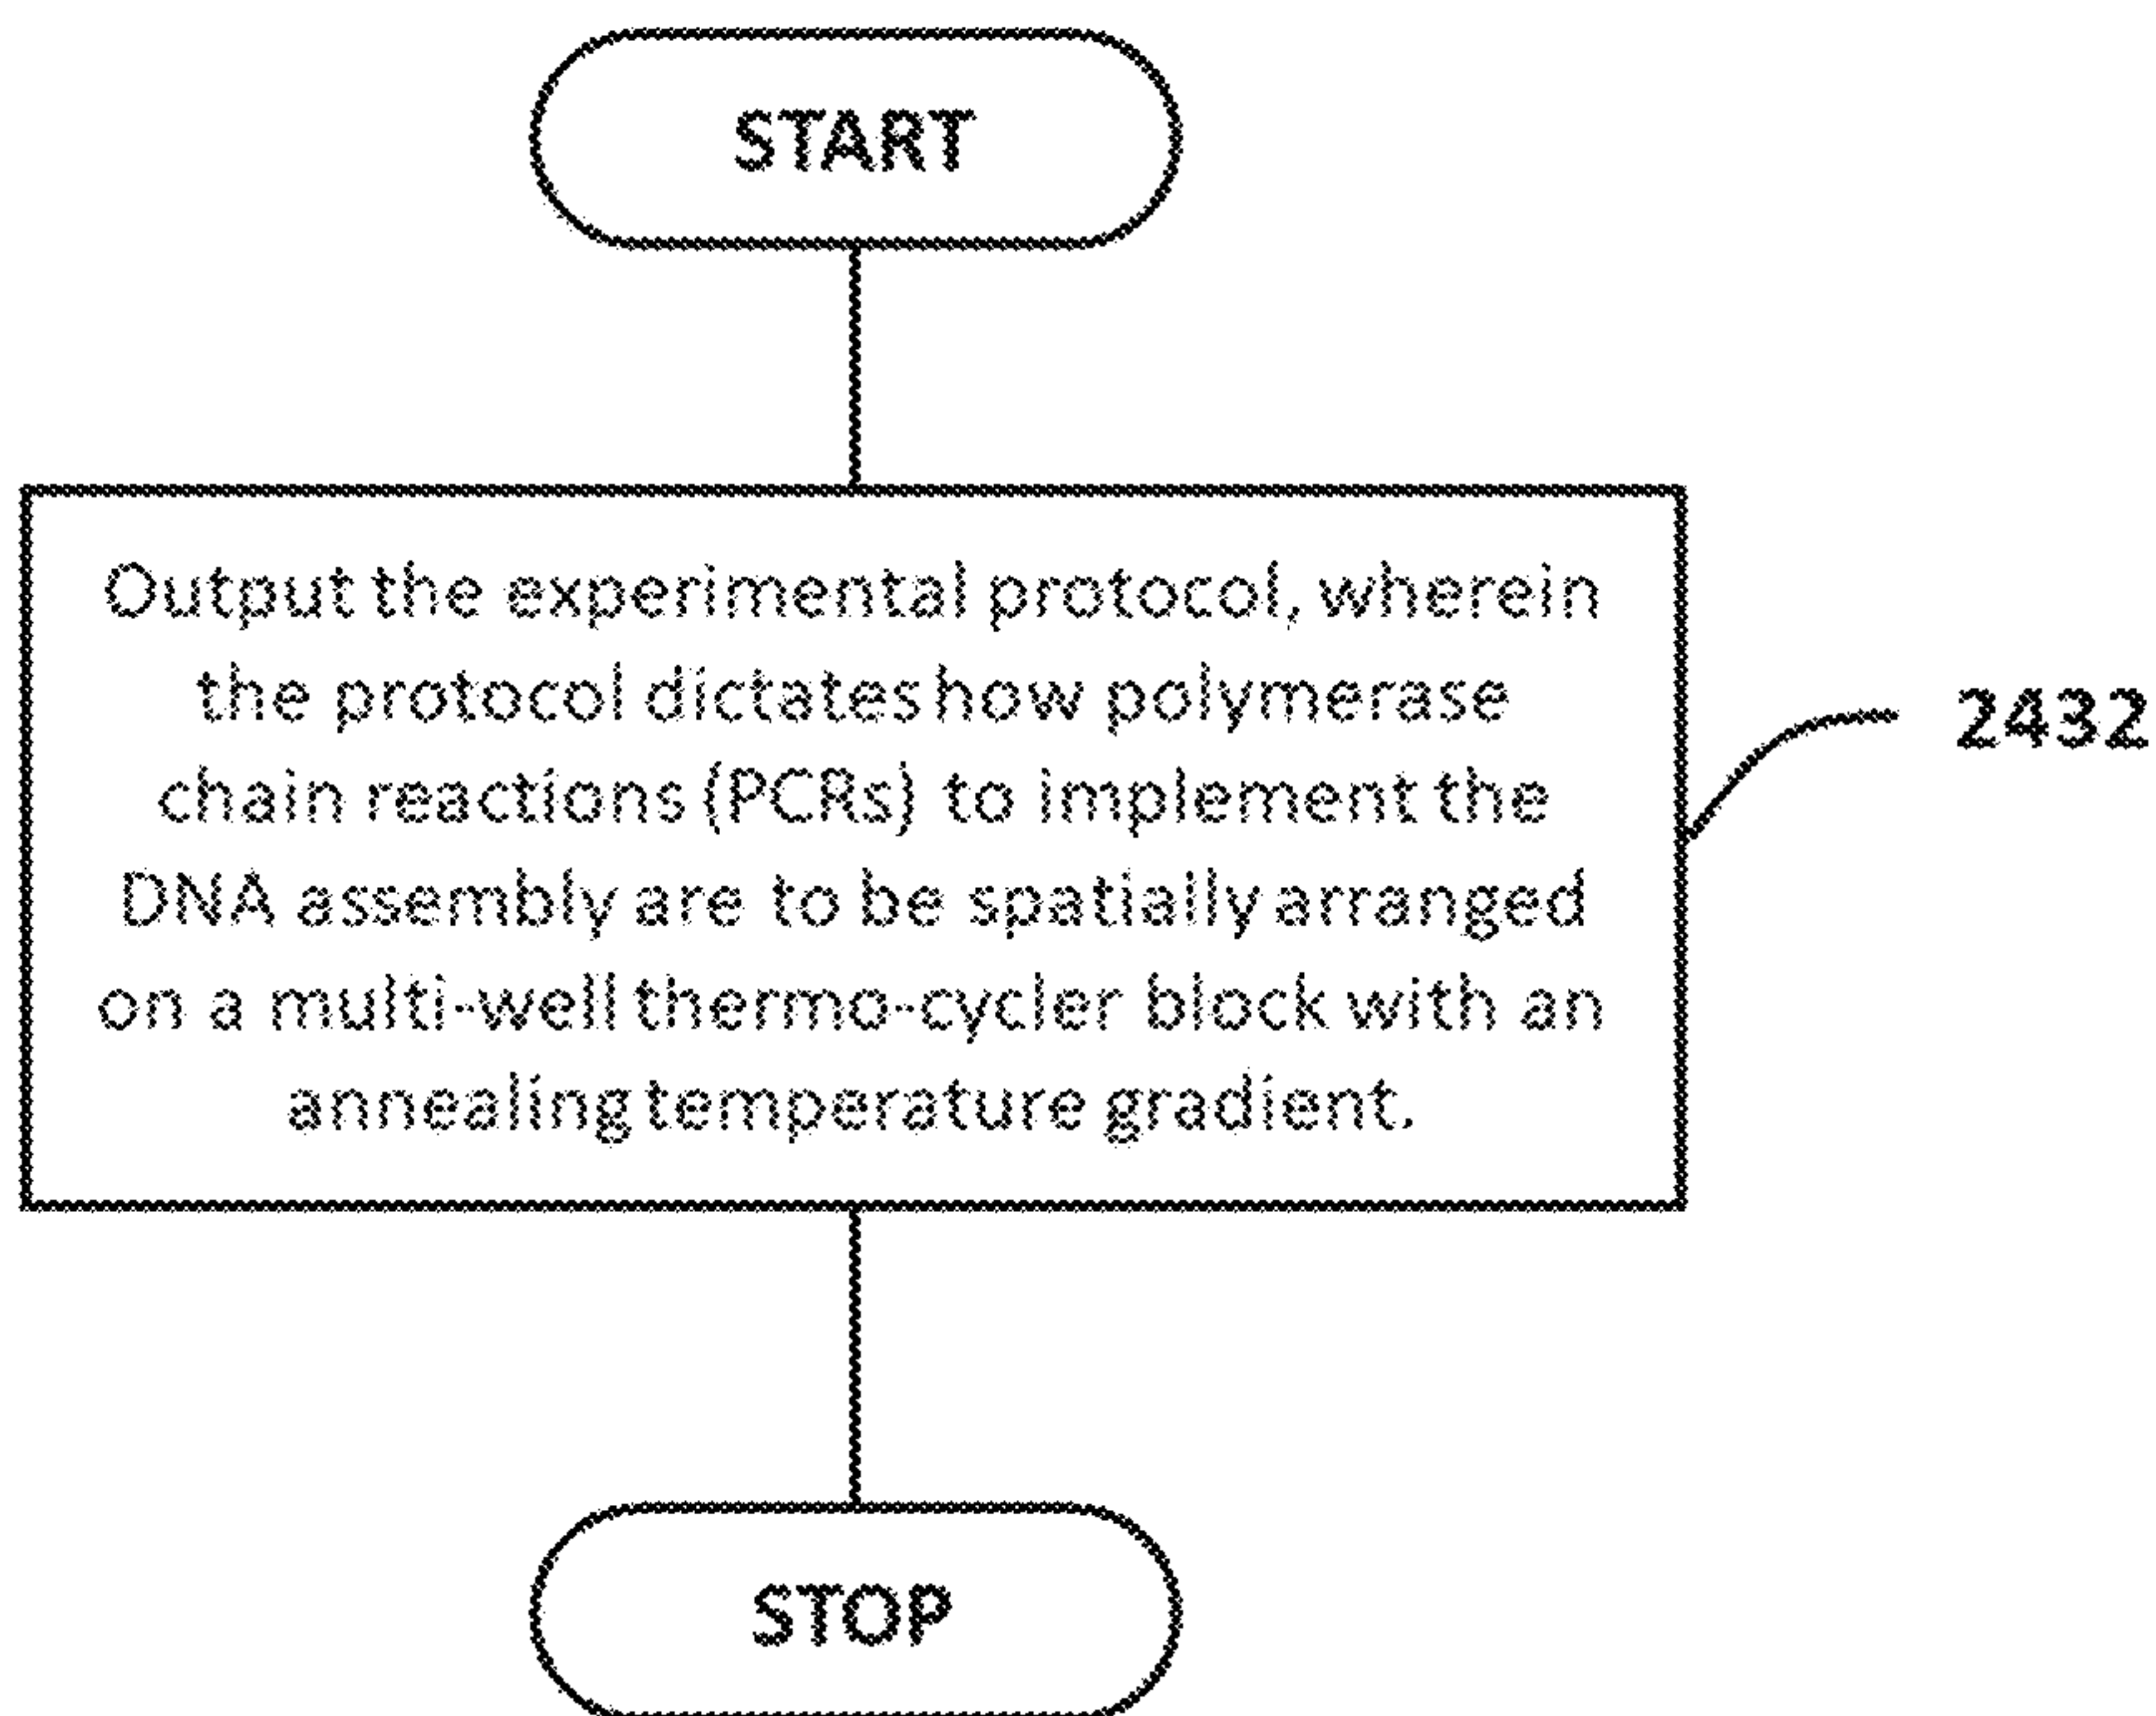 START
Output the experimental protocol, wherein
the protocol dictates how polymerase
chain reactions (PCRs) to implement the
DNA assembly are to be spatially arranged
on a multi-well thermo-cycler block with an
annealing temperature gradient.
2432
STOP